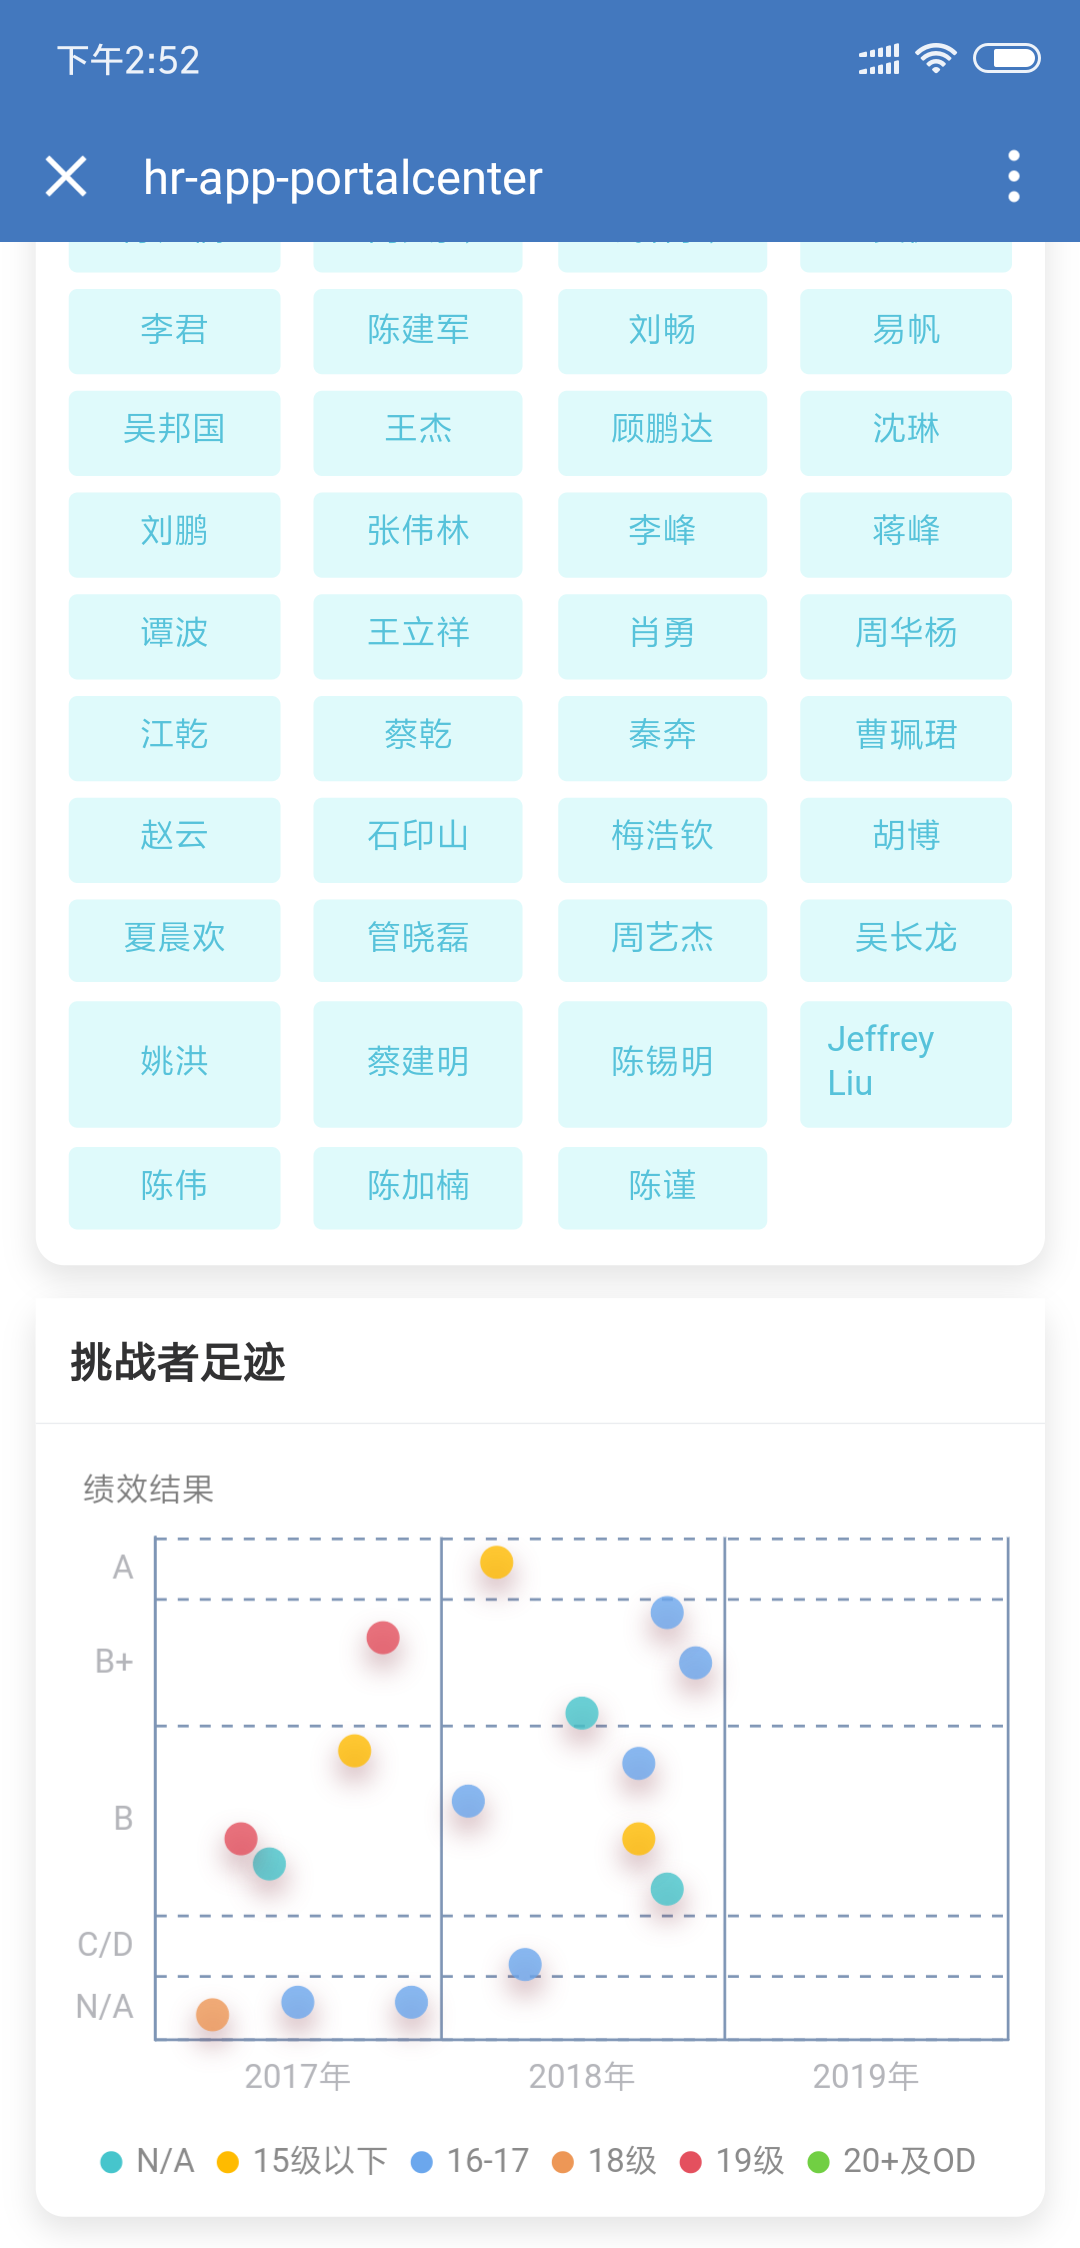 下午2:52
hr-app-portalcenter
李君 陈建军 刘畅 易帆
吴邦国 王杰 顾鹏达 沈琳
刘鹏 张伟林 李峰 蒋峰
谭波 王立祥 肖勇 周华杨
江乾 蔡乾 秦奔 曹珮珺
赵云 石印山 梅浩钦 胡博
夏晨欢 管晓磊 周艺杰 吴长龙
姚洪 蔡建明 陈锡明 Jeffrey
Liu
陈伟 陈加楠 陈谨
挑战者足迹
绩效结果
A
B+
B
C/D
N/A
2017年 2018年 2019年
N/A 15级以下 16-17 18级 19级 20+及OD